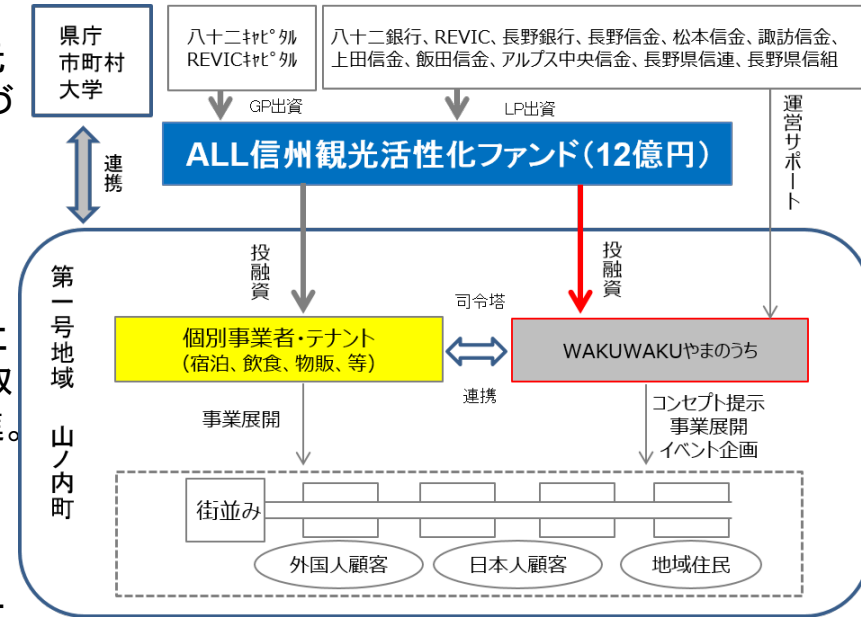 県庁
市町村
大学
八十二ｷｬﾋﾟﾀﾙ
REVICｷｬﾋﾟﾀﾙ
八十二銀行、REVIC、長野銀行、長野信金、松本信金、諏訪信金、
上田信金、飯田信金、アルプス中央信金、長野県信連、長野県信組
GP出資
LP出資
運営サポート
づ
ALL信州観光活性化ファンド（12億円）
連携
第一号地域 山ノ内町
投融資
投融資
司令塔
個別事業者・テナント
（宿泊、飲食、物販、等）
WAKUWAKUやまのうち
連携
事業展開
コンセプト提示
事業展開
イベント企画
。
街並み
外国人顧客
日本人顧客
地域住民